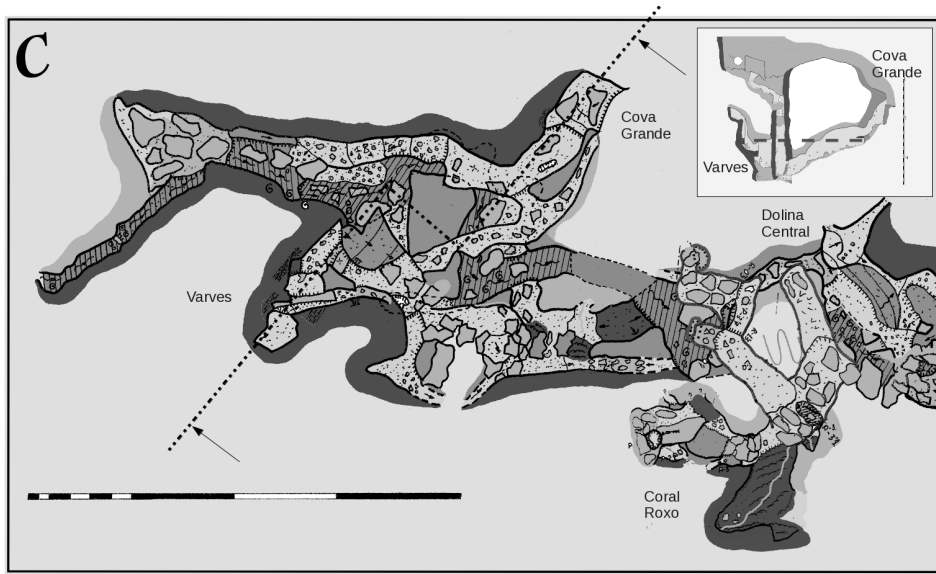 C
Cova
Grande
Cova
Grande
Varves
Dolina
Central
Varves
Coral
Roxo